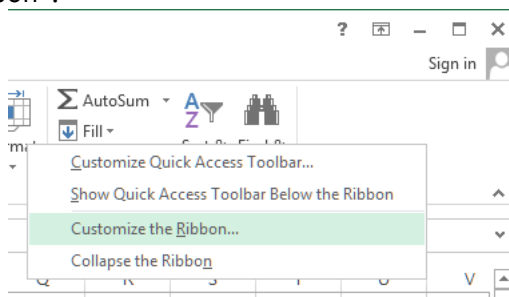 ?
Sign in
AutoSum
Fill
Customize Quick Access Toolbar...
Show Quick Access Toolbar Below the Ribbon
Customize the Ribbon...
Collapse the Ribbon
V